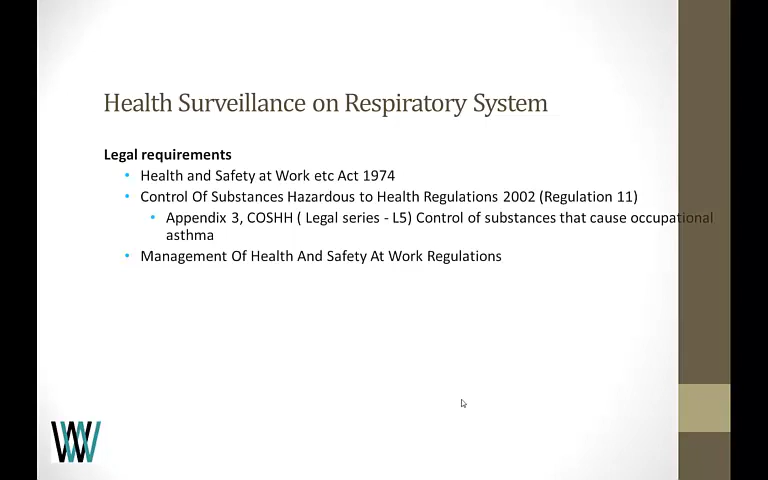 Health Surveillance on Respiratory System
Legal requirements
• Health and Safety at Work etc Act 1974
• Control Of Substances Hazardous to Health Regulations 2002 (Regulation 11)
• Appendix 3, COSHH ( Legal series - L5) Control of substances that cause occupational
asthma
• Management Of Health And Safety At Work Regulations
WW